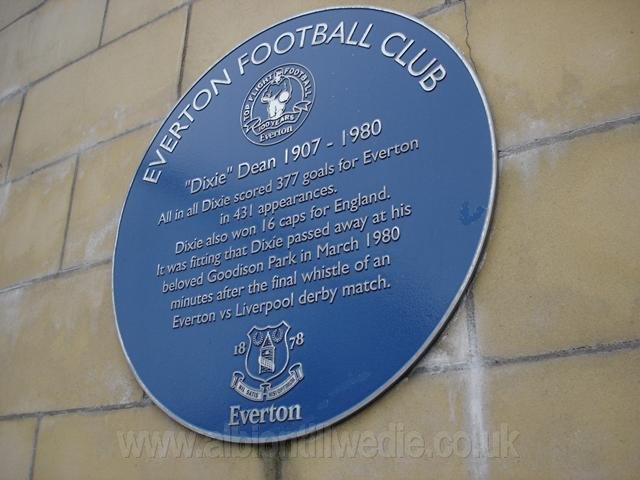 EVERTON FOOTBALL CLUB
TOP FLIGHT FOOTBALL
100 YEARS
Everton
"Dixie" Dean 1907 - 1980
All in all Dixie scored 377 goals for Everton
in 431 appearances.
Dixie also won 16 caps for England.
It was fitting that Dixie passed away at his
beloved Goodison Park in March 1980
minutes after the final whistle of an
Everton vs Liverpool derby match.
1878
NIL SATIS NISI OPTIMUM
Everton
www.albiontillwedie.co.uk